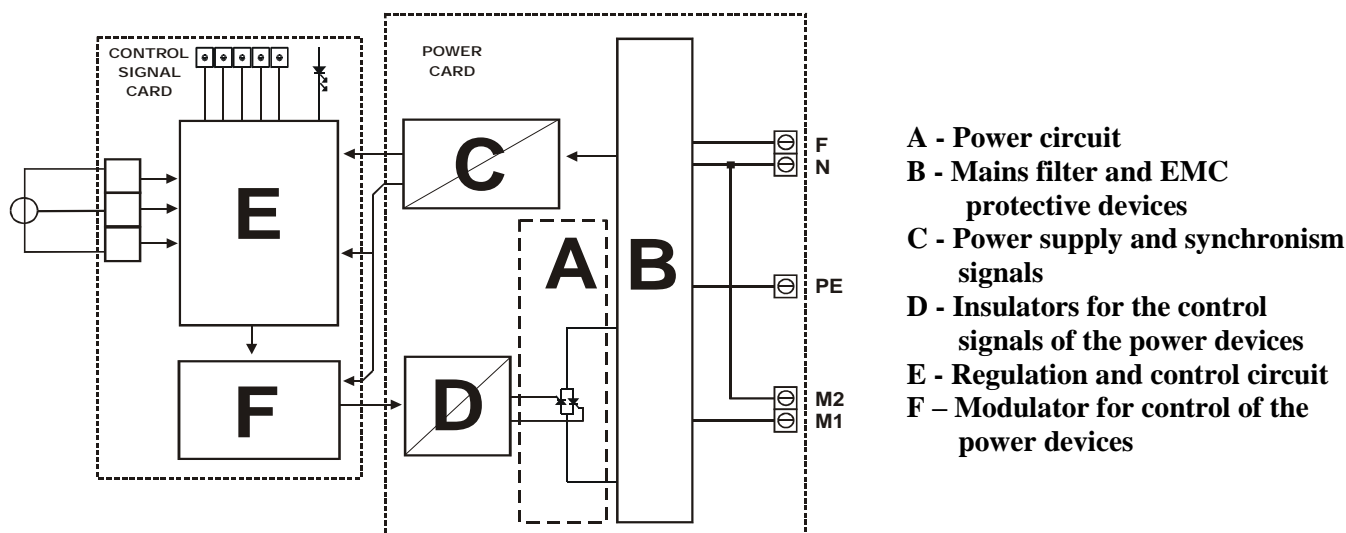 CONTROL
SIGNAL
CARD
POWER
CARD
E
F
C
D
A
B
F
N
PE
M2
M1
A - Power circuit
B - Mains filter and EMC
protective devices
C - Power supply and synchronism
signals
D - Insulators for the control
signals of the power devices
E - Regulation and control circuit
F – Modulator for control of the
power devices